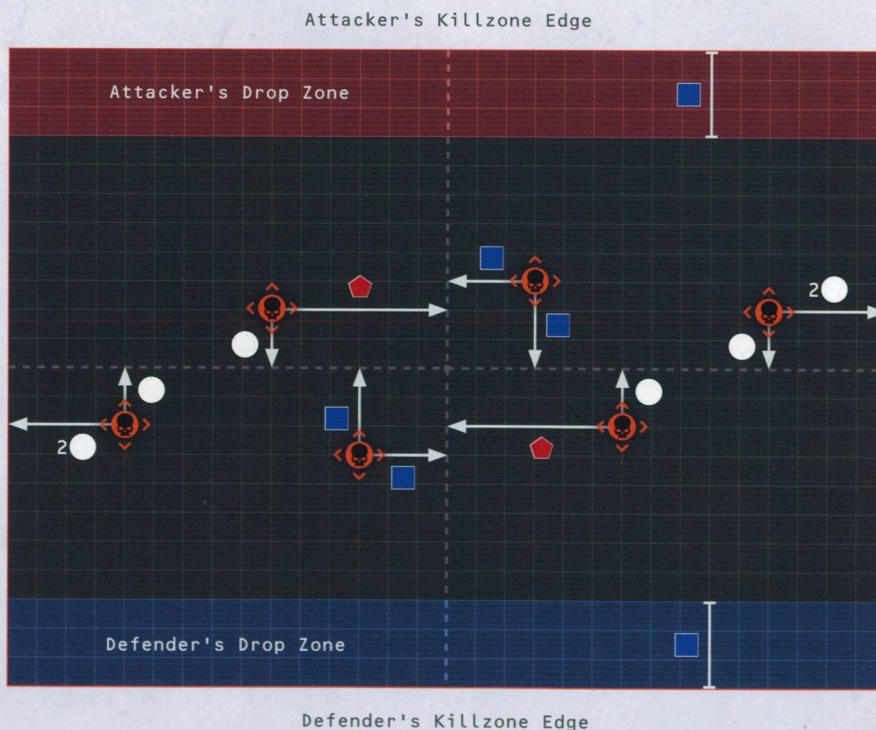 Attacker's Killzone Edge
Attacker's Drop Zone
2
2
Defender's Drop Zone
Defender's Killzone Edge